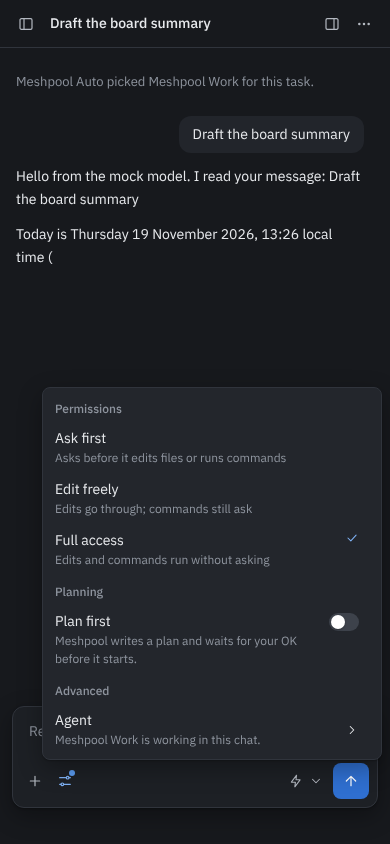 Draft the board summary
Meshpool Auto picked Meshpool Work for this task.
Draft the board summary
Hello from the mock model. I read your message: Draft
the board summary
Today is Thursday 19 November 2026, 13:26 local
time (
Permissions
Ask first
Asks before it edits files or runs commands
Edit freely
Edits go through; commands still ask
Full access
Edits and commands run without asking
Planning
Plan first
Meshpool writes a plan and waits for your OK
before it starts.
Advanced
Agent
Meshpool Work is working in this chat.
Re